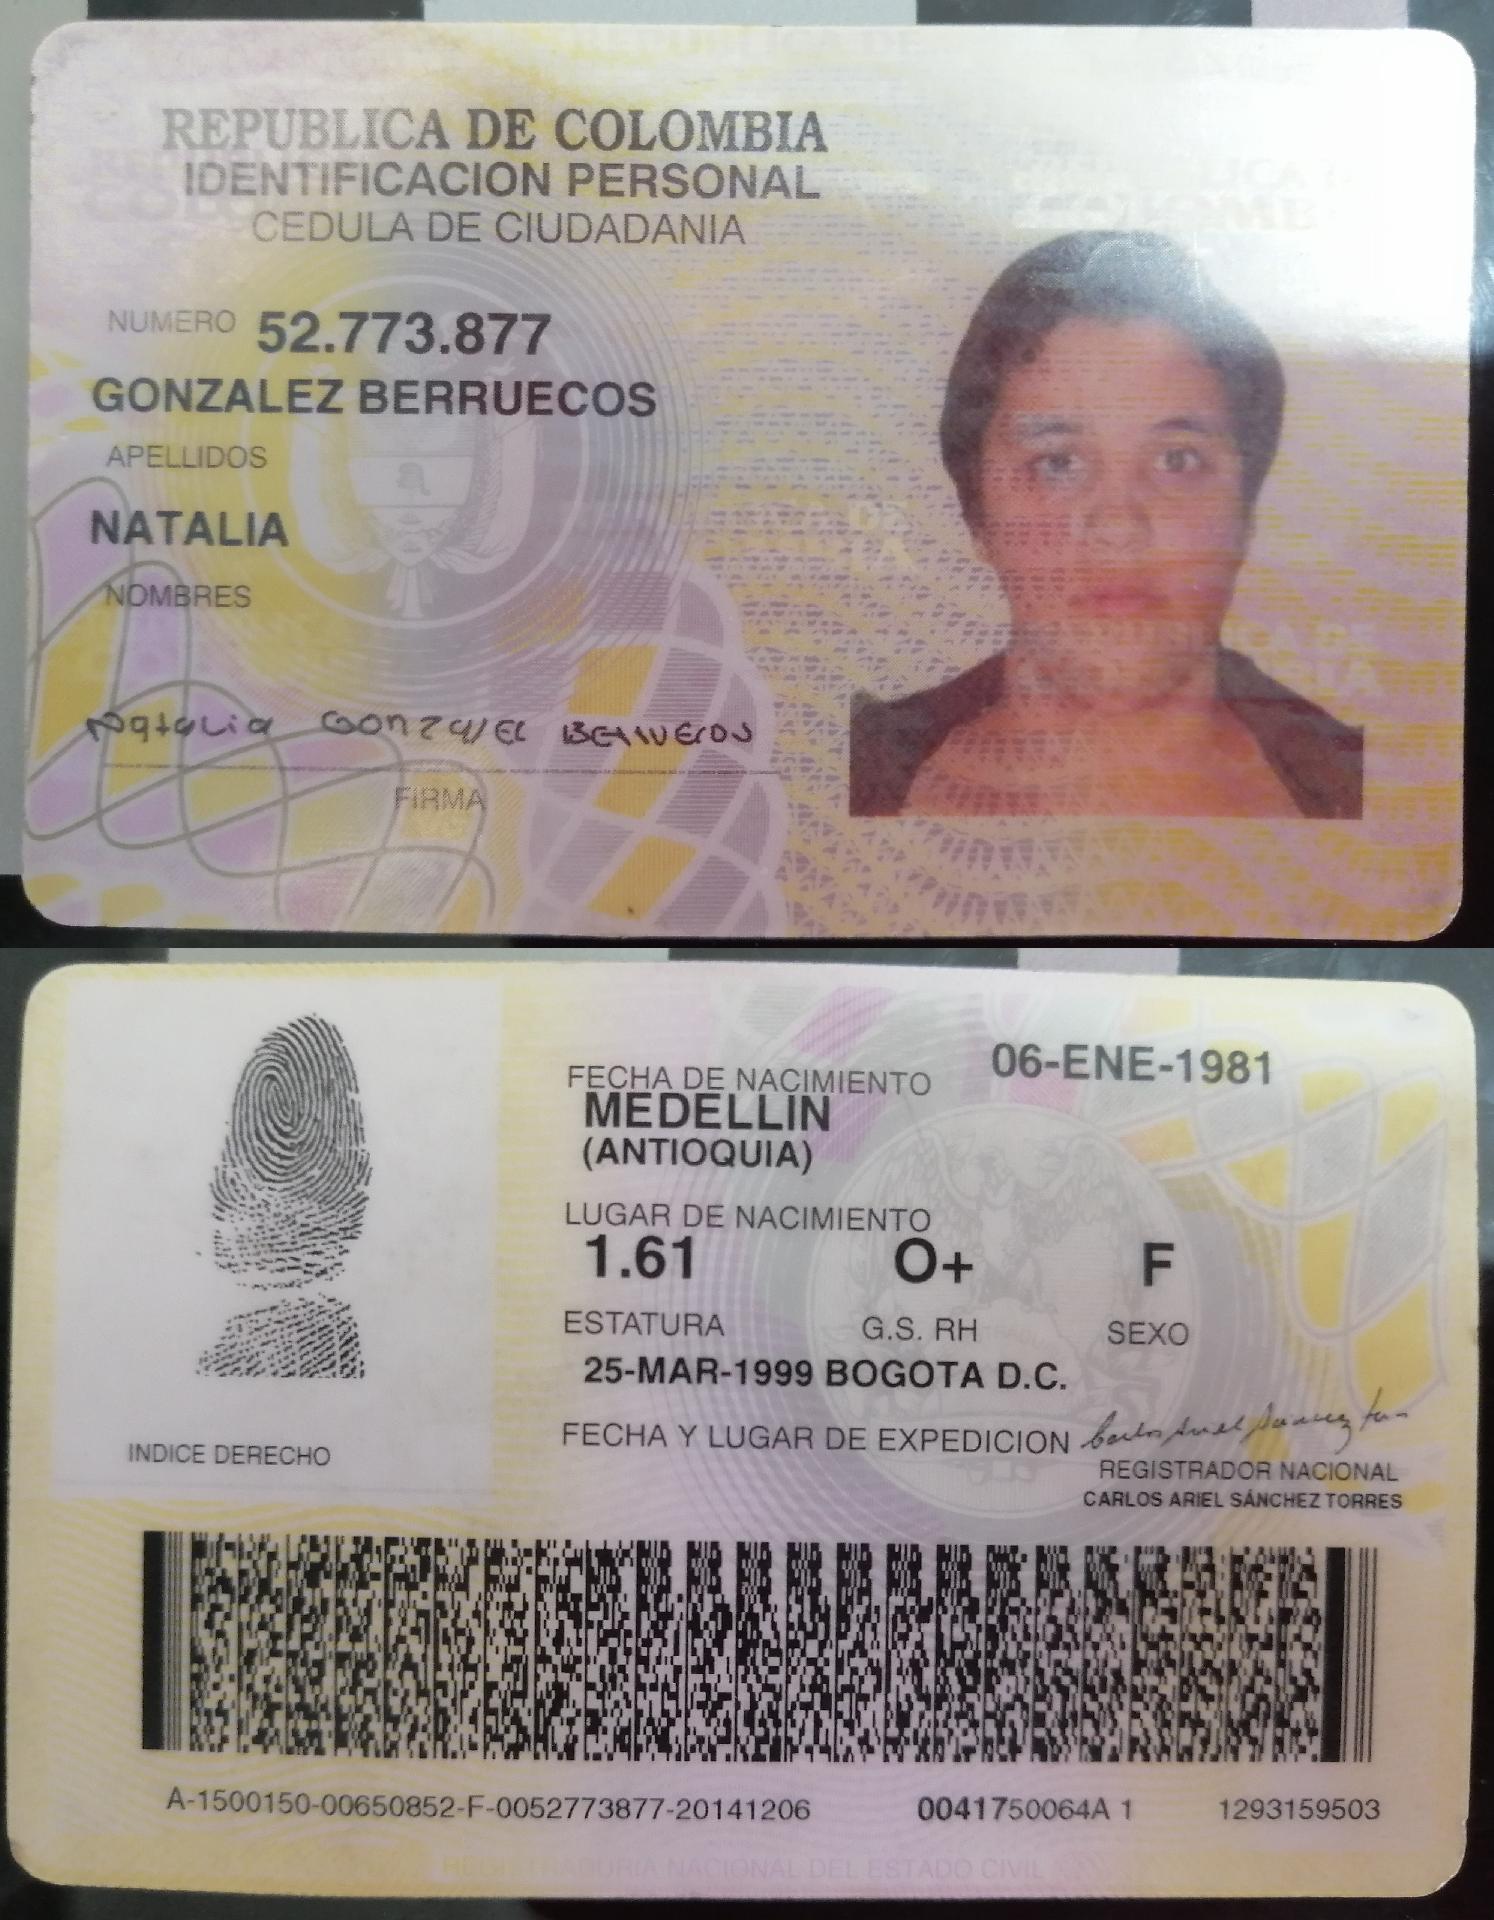 REPUBLICA DE COLOMBIA
IDENTIFICACION PERSONAL
CEDULA DE CIUDADANIA
NUMERO 52.773.877
GONZALEZ BERRUECOS
APELLIDOS
NATALIA
NOMBRES
Natalia Gonzalez Berruecos
FIRMA
FECHA DE NACIMIENTO 06-ENE-1981
MEDELLIN
(ANTIOQUIA)
LUGAR DE NACIMIENTO
1.61 O+ F
ESTATURA G.S. RH SEXO
25-MAR-1999 BOGOTA D.C.
FECHA Y LUGAR DE EXPEDICION
INDICE DERECHO
REGISTRADOR NACIONAL
CARLOS ARIEL SÁNCHEZ TORRES
A-1500150-00650852-F-0052773877-20141206 0041750064A 1 1293159503
REGISTRADURIA NACIONAL DEL ESTADO CIVIL